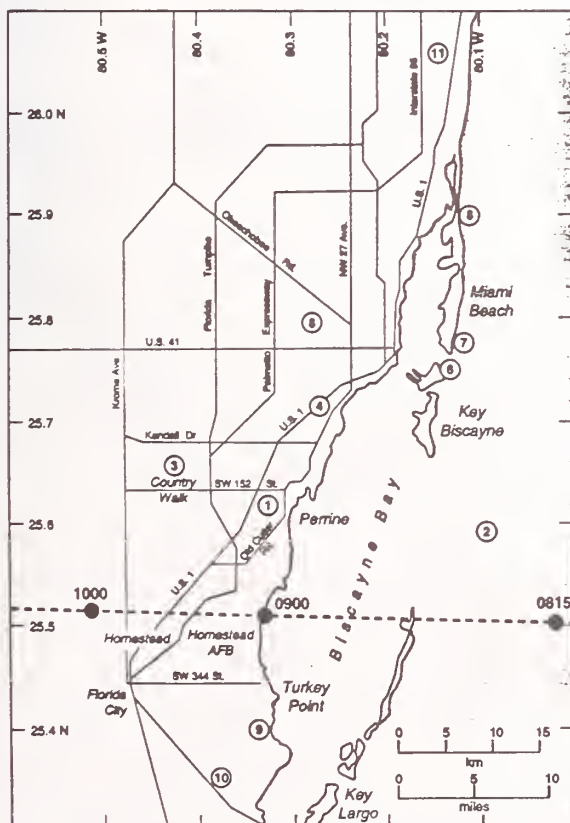 80.5 W
80.4
80.3
80.2
80.1 W
11
Interstate 95
26.0 N
U.S. 1
25.9
Okeechobee
Rd.
8
Florida Turnpike
Palmetto Expressway
NW 27 Ave.
Miami
Beach
25.8
5
7
U.S. 41
6
Krome Ave
U.S. 1
4
Key
Biscayne
25.7
Kendall Dr
3
Country
Walk
SW 152 St.
1
Perrine
25.6
2
Old Cutler
Rd.
Biscayne Bay
U.S. 1
1000
0900
0815
25.5
Homestead
Homestead
AFB
SW 344 St.
Florida
City
Turkey
Point
25.4 N
9
0 5 10 15
km
10
0 5 10
miles
Key
Largo